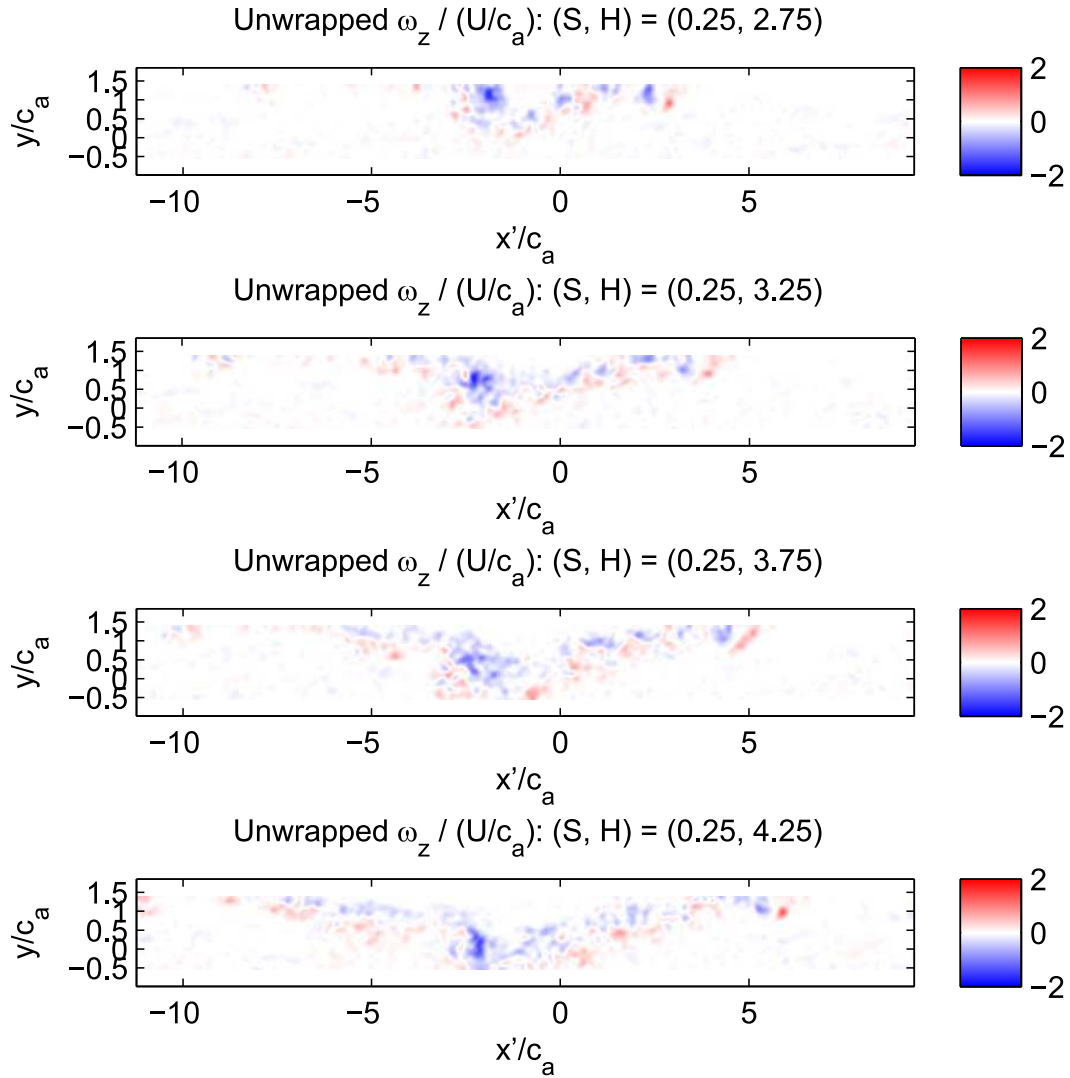 Unwrapped ω_z / (U/c_a): (S, H) = (0.25, 2.75)
y/c_a
1.5
1
0.5
0
−0.5
−10 −5 0 5
x'/c_a
2
0
−2
Unwrapped ω_z / (U/c_a): (S, H) = (0.25, 3.25)
y/c_a
1.5
1
0.5
0
−0.5
−10 −5 0 5
x'/c_a
2
0
−2
Unwrapped ω_z / (U/c_a): (S, H) = (0.25, 3.75)
y/c_a
1.5
1
0.5
0
−0.5
−10 −5 0 5
x'/c_a
2
0
−2
Unwrapped ω_z / (U/c_a): (S, H) = (0.25, 4.25)
y/c_a
1.5
1
0.5
0
−0.5
−10 −5 0 5
x'/c_a
2
0
−2